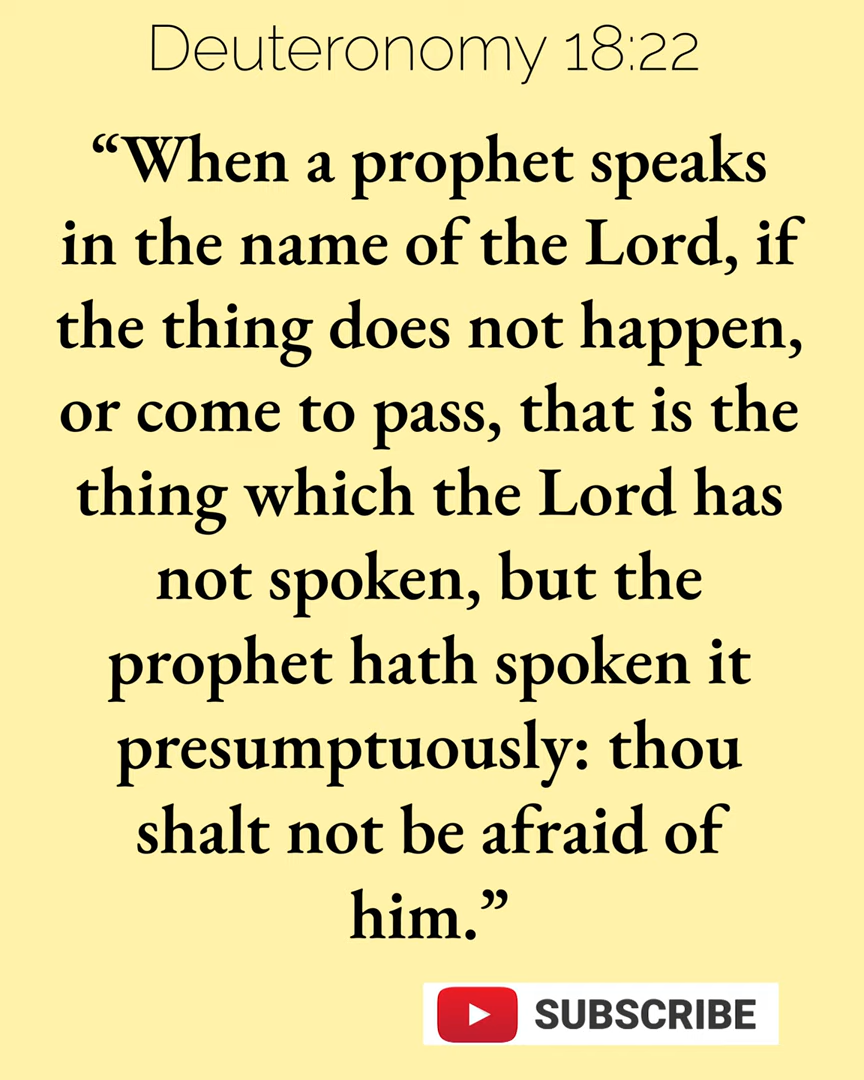 Deuteronomy 18:22
“When a prophet speaks
in the name of the Lord, if
the thing does not happen,
or come to pass, that is the
thing which the Lord has
not spoken, but the
prophet hath spoken it
presumptuously: thou
shalt not be afraid of
him.”
SUBSCRIBE